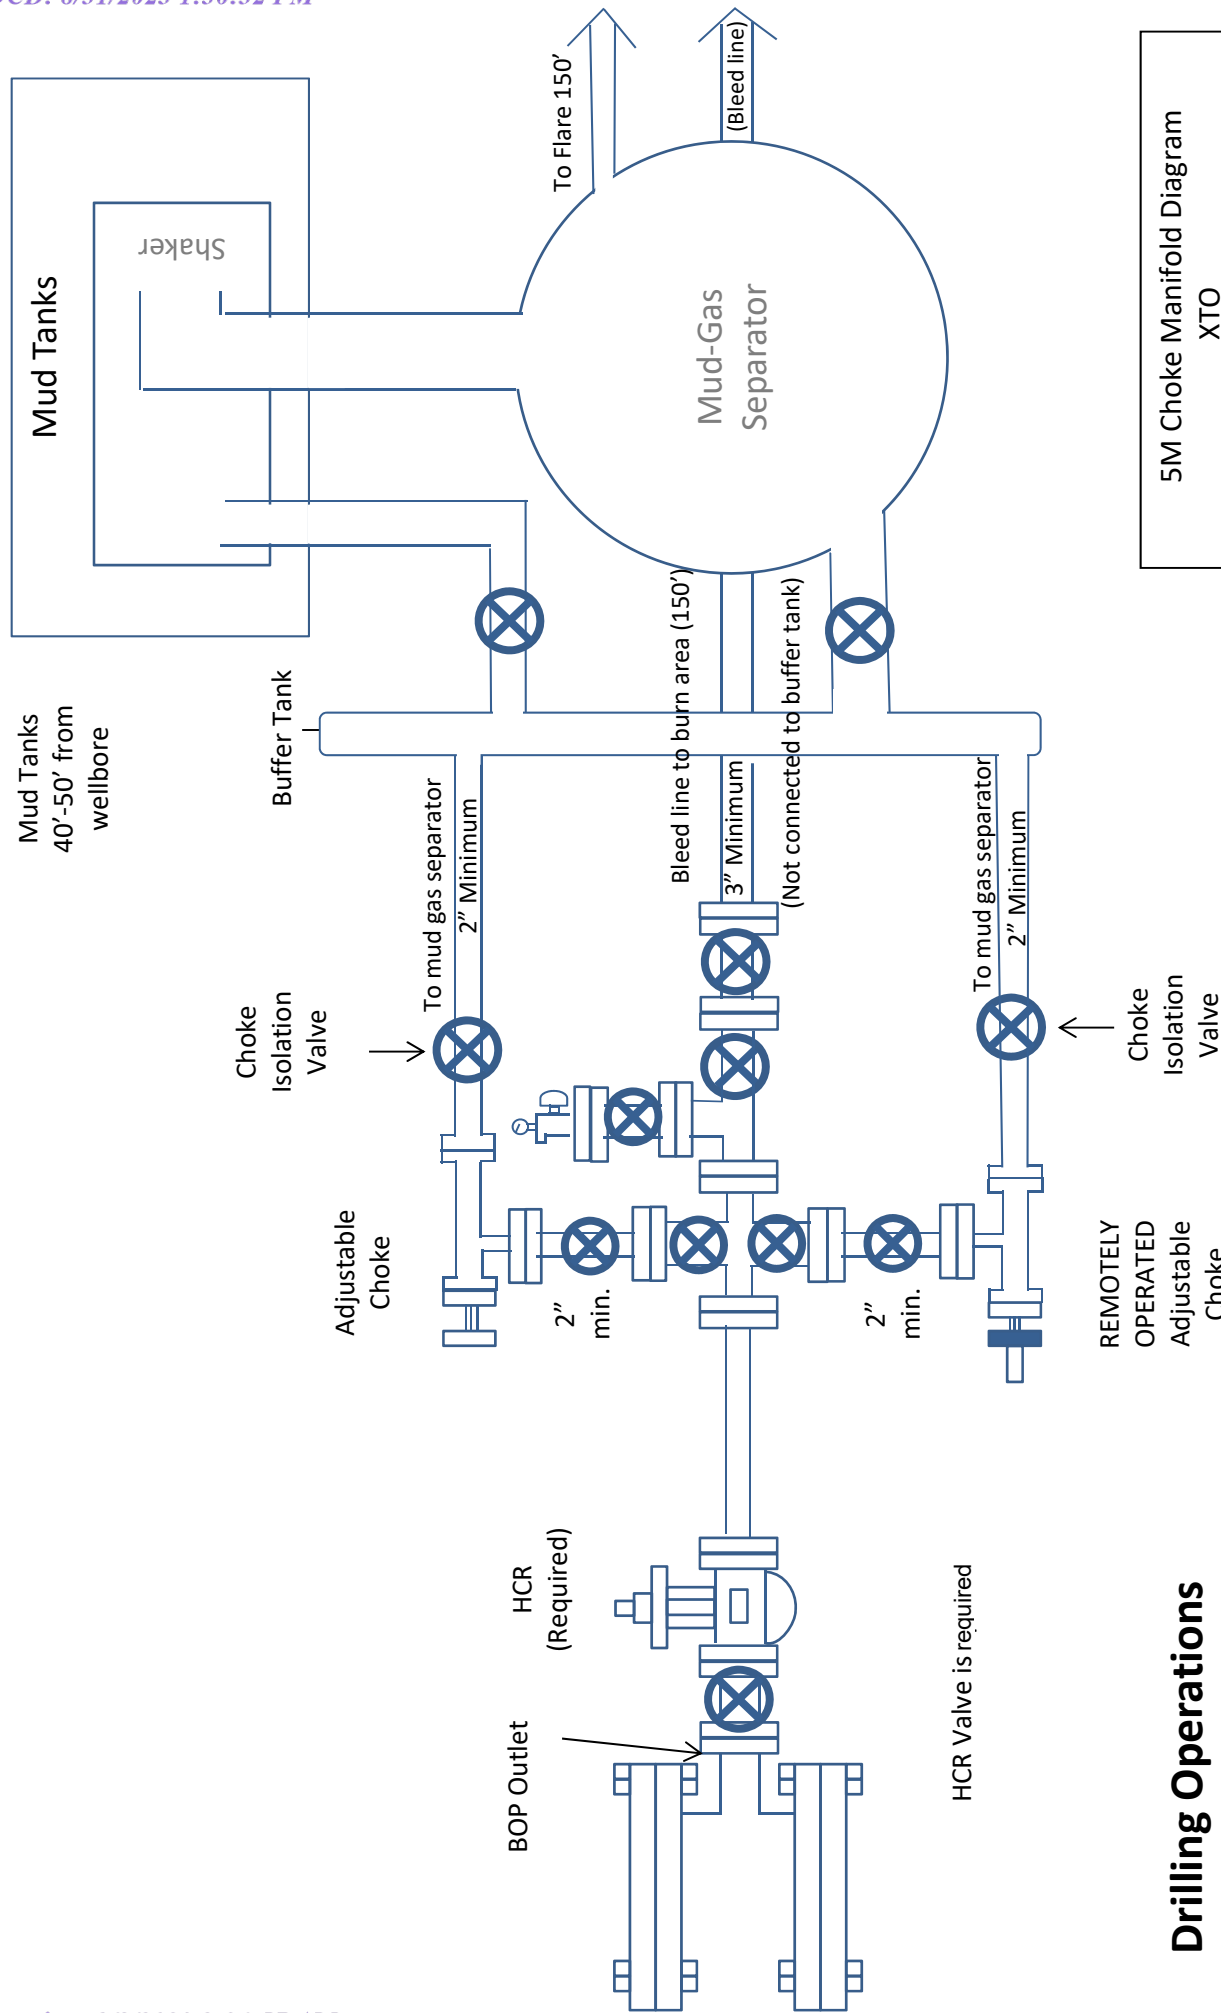 Mud Tanks
Shaker
Mud Tanks
40’-50’ from
wellbore
Buffer Tank
To Flare 150’
(Bleed line)
Mud-Gas
Separator
Choke
Isolation
Valve
To mud gas separator
2” Minimum
Adjustable
Choke
2”
min.
Bleed line to burn area (150’)
3” Minimum
(Not connected to buffer tank)
2”
min.
To mud gas separator
2” Minimum
Choke
Isolation
Valve
REMOTELY
OPERATED
Adjustable
Choke
HCR
(Required)
BOP Outlet
HCR Valve is required
Drilling Operations
5M Choke Manifold Diagram
XTO